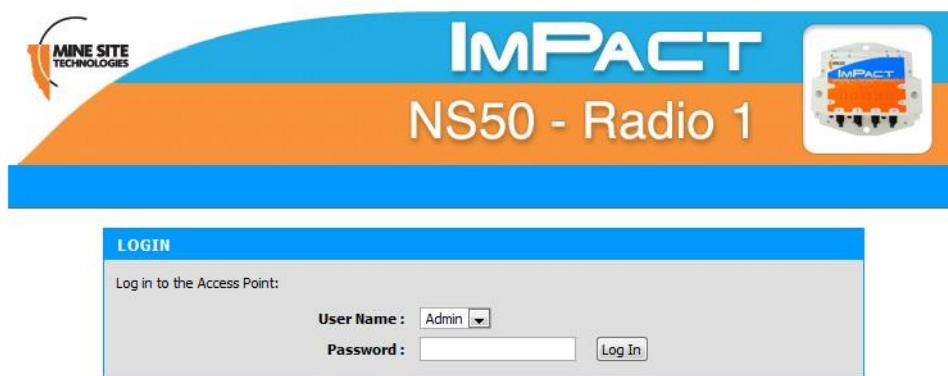 MINE SITE
TECHNOLOGIES
IMPACT
NS50 - Radio 1
IMPACT
LOGIN
Log in to the Access Point:
User Name :
Admin
Password :
Log In